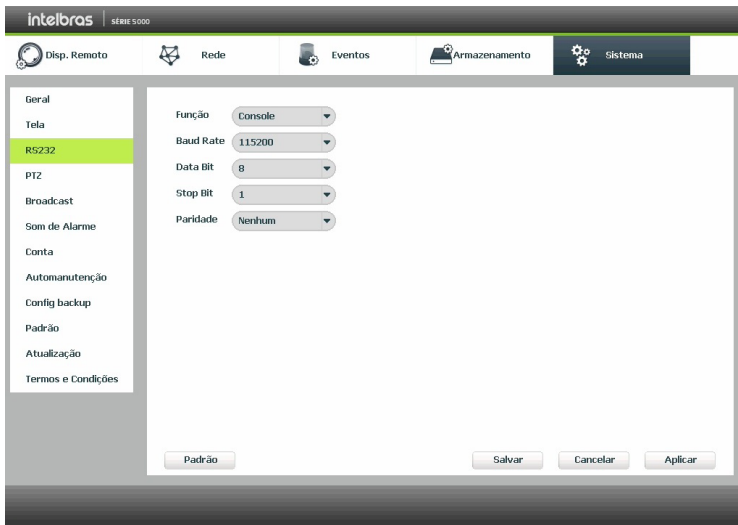 intelbras SÉRIE 5000
Disp. Remoto Rede Eventos Armazenamento Sistema
Geral
Tela
RS232
PTZ
Broadcast
Som de Alarme
Conta
Automanutenção
Config backup
Padrão
Atualização
Termos e Condições
Função Console
Baud Rate 115200
Data Bit 8
Stop Bit 1
Paridade Nenhum
Padrão Salvar Cancelar Aplicar